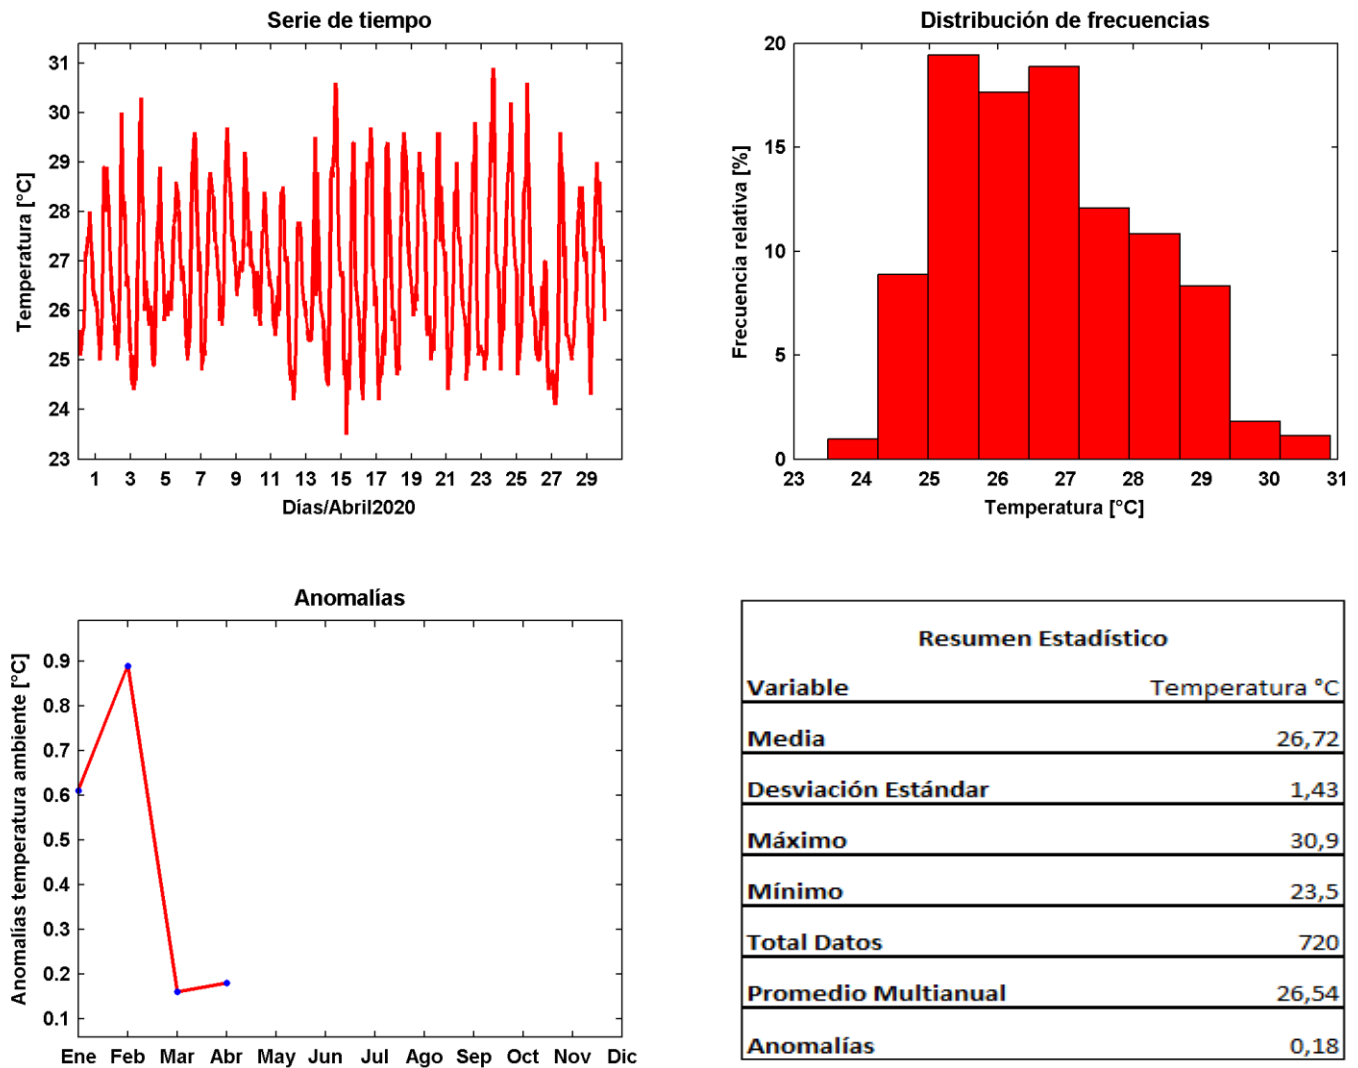 Serie de tiempo
31
30
29
28
27
26
25
24
23
Temperatura [°C]
1 3 5 7 9 11 13 15 17 19 21 23 25 27 29
Días/Abril2020
Distribución de frecuencias
20
15
10
5
0
Frecuencia relativa [%]
23 24 25 26 27 28 29 30 31
Temperatura [°C]
Anomalías
0.9
0.8
0.7
0.6
0.5
0.4
0.3
0.2
0.1
Anomalías temperatura ambiente [°C]
Ene Feb Mar Abr May Jun Jul Ago Sep Oct Nov Dic
Resumen Estadístico
Variable Temperatura °C
Media 26,72
Desviación Estándar 1,43
Máximo 30,9
Mínimo 23,5
Total Datos 720
Promedio Multianual 26,54
Anomalías 0,18